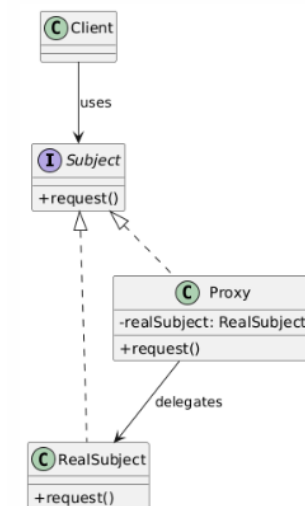 C Client
uses
I Subject
+request()
C Proxy
-realSubject: RealSubject
+request()
delegates
C RealSubject
+request()